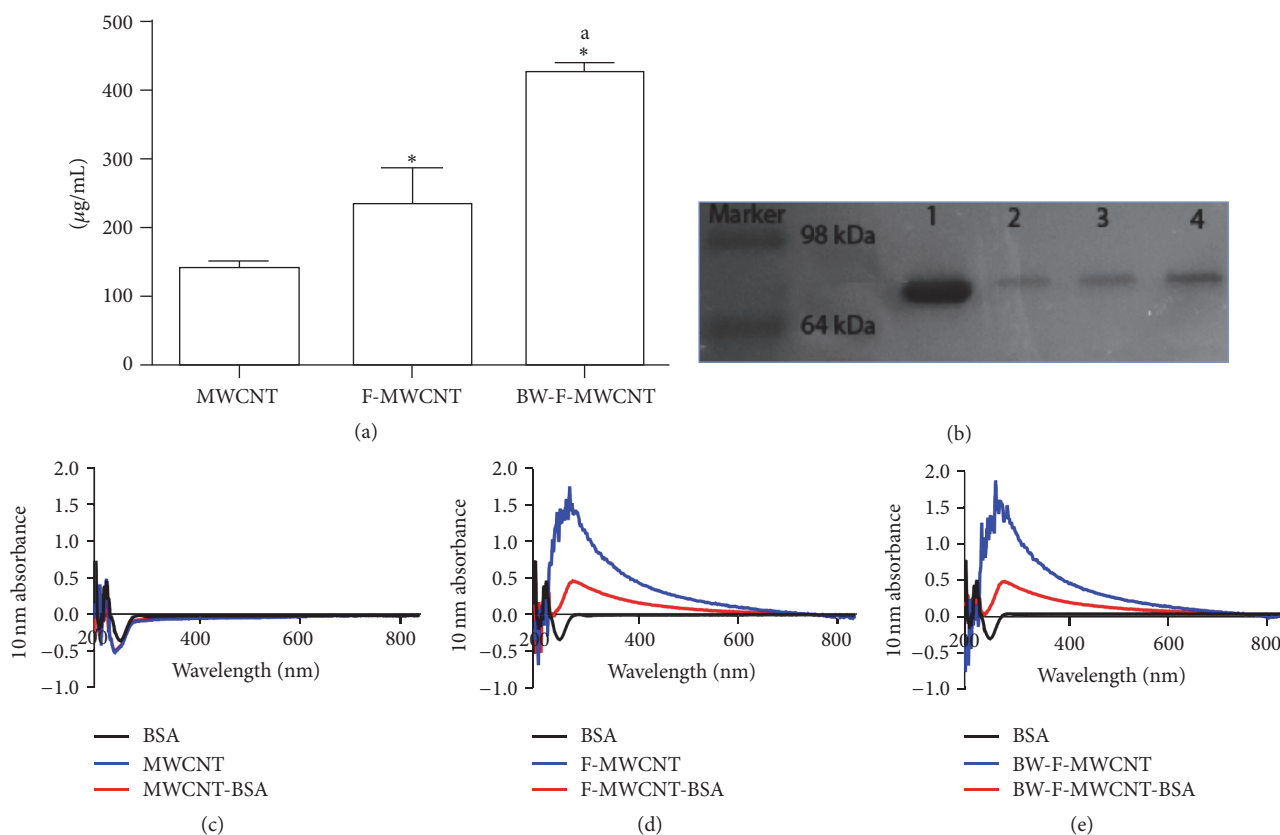 500
400
300
200
100
0
(μg/mL)
*
a
*
MWCNT F-MWCNT BW-F-MWCNT
(a)
Marker 1 2 3 4
98 kDa
64 kDa
(b)
2.0
1.5
1.0
0.5
0.0
−0.5
−1.0
10 nm absorbance
200 400 600 800
Wavelength (nm)
BSA
MWCNT
MWCNT-BSA
(c)
2.0
1.5
1.0
0.5
0.0
−0.5
−1.0
10 nm absorbance
200 400 600 800
Wavelength (nm)
BSA
F-MWCNT
F-MWCNT-BSA
(d)
2.0
1.5
1.0
0.5
0.0
−0.5
−1.0
10 nm absorbance
200 400 600 800
Wavelength (nm)
BSA
BW-F-MWCNT
BW-F-MWCNT-BSA
(e)